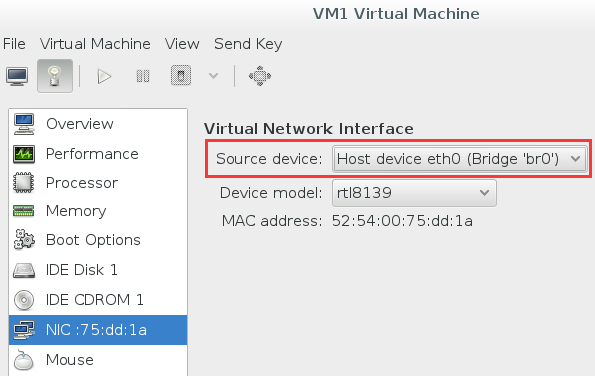 VM1 Virtual Machine
File Virtual Machine View Send Key
Overview
Performance
Processor
Memory
Boot Options
IDE Disk 1
IDE CDROM 1
NIC :75:dd:1a
Mouse
Virtual Network Interface
Source device: Host device eth0 (Bridge 'br0')
Device model: rtl8139
MAC address: 52:54:00:75:dd:1a